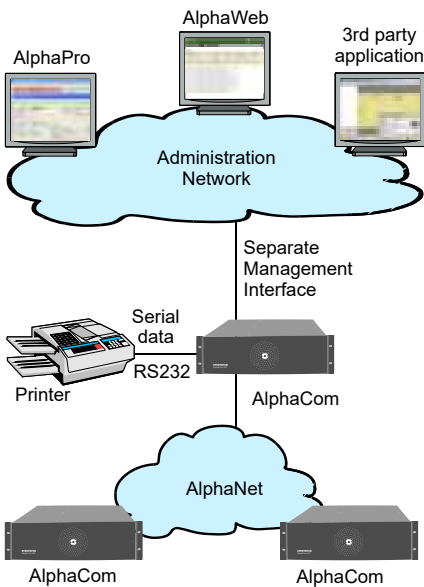 AlphaWeb
AlphaPro
3rd party
application
Administration
Network
Separate
Management
Interface
Serial
data
RS232
Printer
AlphaCom
AlphaNet
AlphaCom
AlphaCom